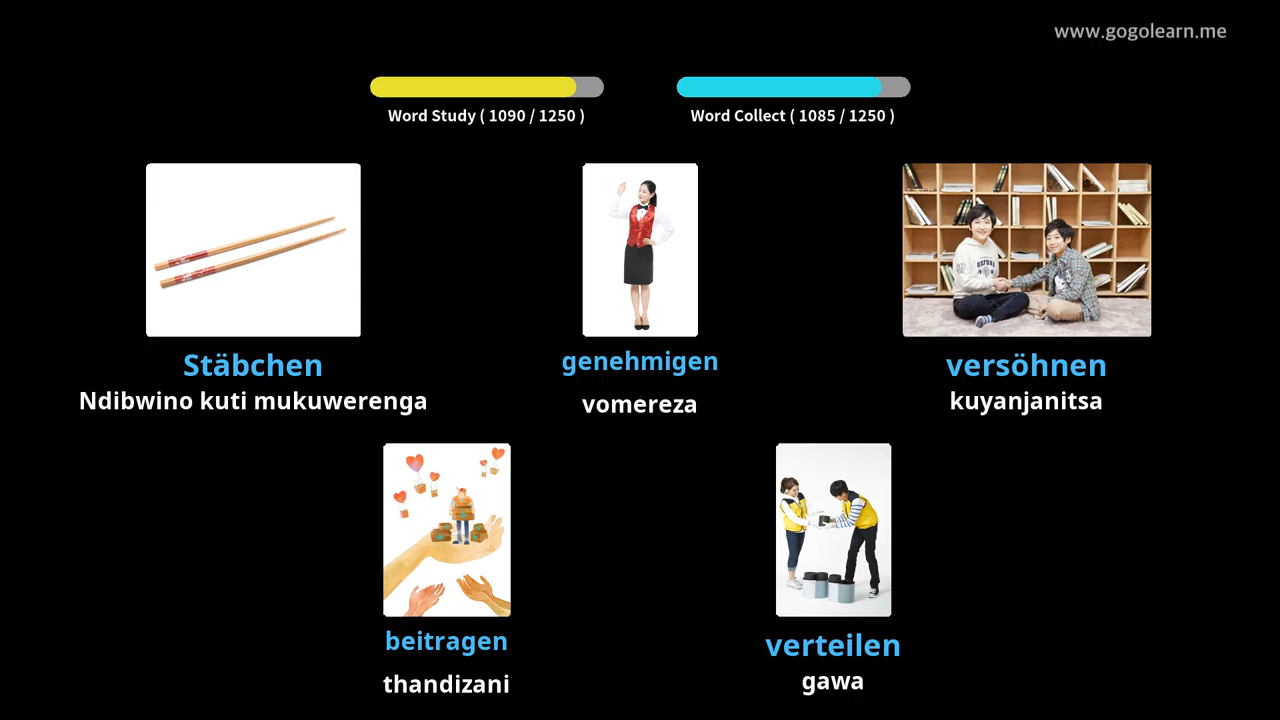 www.gogolearn.me
Word Study ( 1090 / 1250 )
Word Collect ( 1085 / 1250 )
Stäbchen
Ndibwino kuti mukuwerenga
genehmigen
vomereza
OXFORD
versöhnen
kuyanjanitsa
beitragen
thandizani
verteilen
gawa